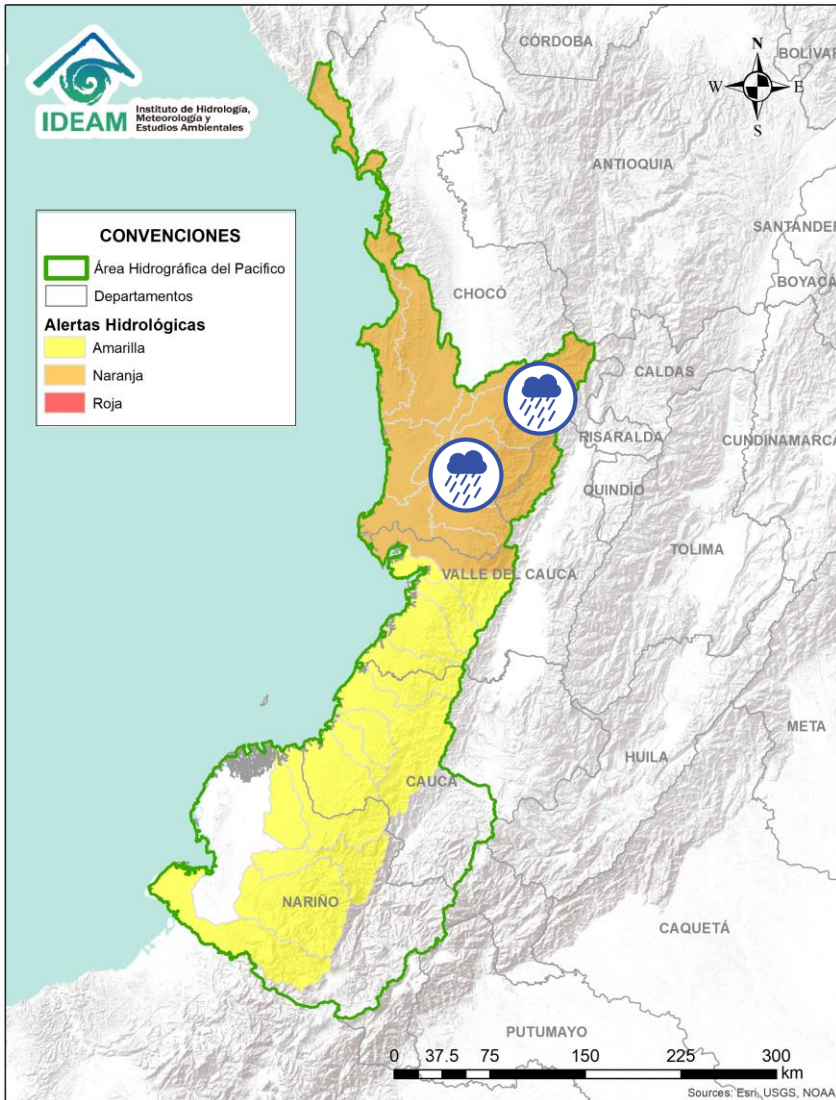 IDEAM
Instituto de Hidrología,
Meteorología y
Estudios Ambientales
CÓRDOBA
BOLÍVAR
N
W
E
S
ANTIOQUIA
CONVENCIONES
Área Hidrográfica del Pacifico
Departamentos
Alertas Hidrológicas
Amarilla
Naranja
Roja
SANTANDER
BOYACÁ
CHOCÓ
CALDAS
RISARALDA
CUNDINAMARCA
QUINDÍO
TOLIMA
VALLE DEL CAUCA
META
HUILA
CAUCA
NARIÑO
CAQUETÁ
PUTUMAYO
0 37.5 75 150 225 300
km
Sources: Esri, USGS, NOAA